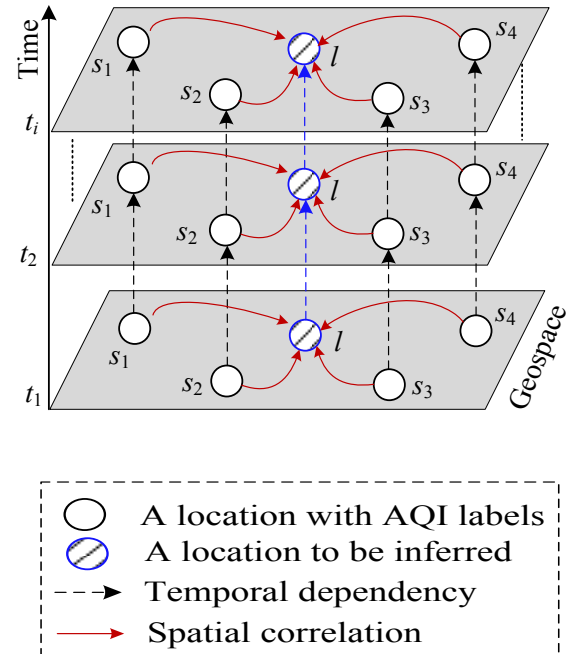 Time
s4
s1
l
s2
s3
ti
s4
s1
l
s2
s3
t2
s4
s1
l
s2
s3
t1
Geospace
A location with AQI labels
A location to be inferred
Temporal dependency
Spatial correlation